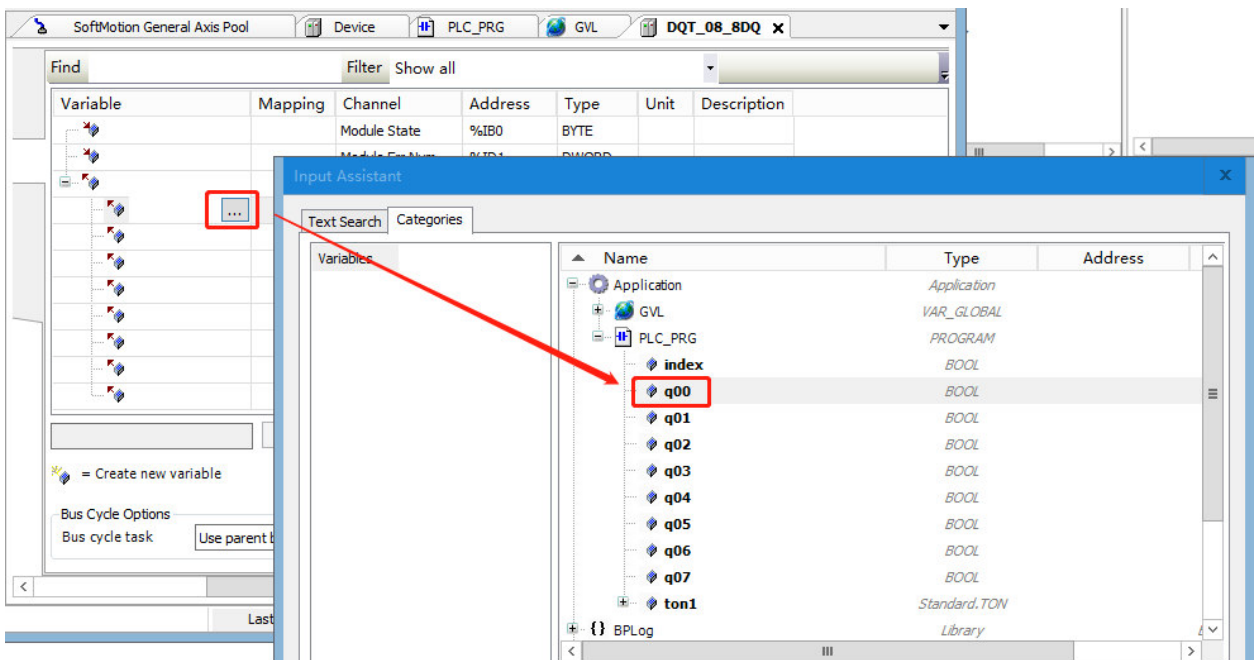 SoftMotion General Axis Pool Device PLC_PRG GVL DQT_08_8DQ
Find Filter Show all
Variable Mapping Channel Address Type Unit Description
Module State %IB0 BYTE
Input Assistant
...
Text Search Categories
Variables
Name Type Address
Application Application
GVL VAR_GLOBAL
PLC_PRG PROGRAM
index BOOL
q00 BOOL
q01 BOOL
q02 BOOL
q03 BOOL
q04 BOOL
q05 BOOL
q06 BOOL
q07 BOOL
ton1 Standard.TON
{} BPLog Library
= Create new variable
Bus Cycle Options
Bus cycle task Use parent
Last